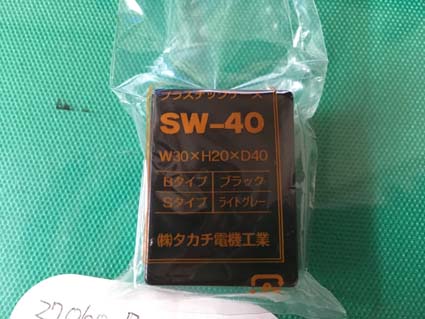 プラスチックケース
SW-40
W30×H20×D40
Bタイプ ブラック
Sタイプ ライトグレー
㈱タカチ電機工業